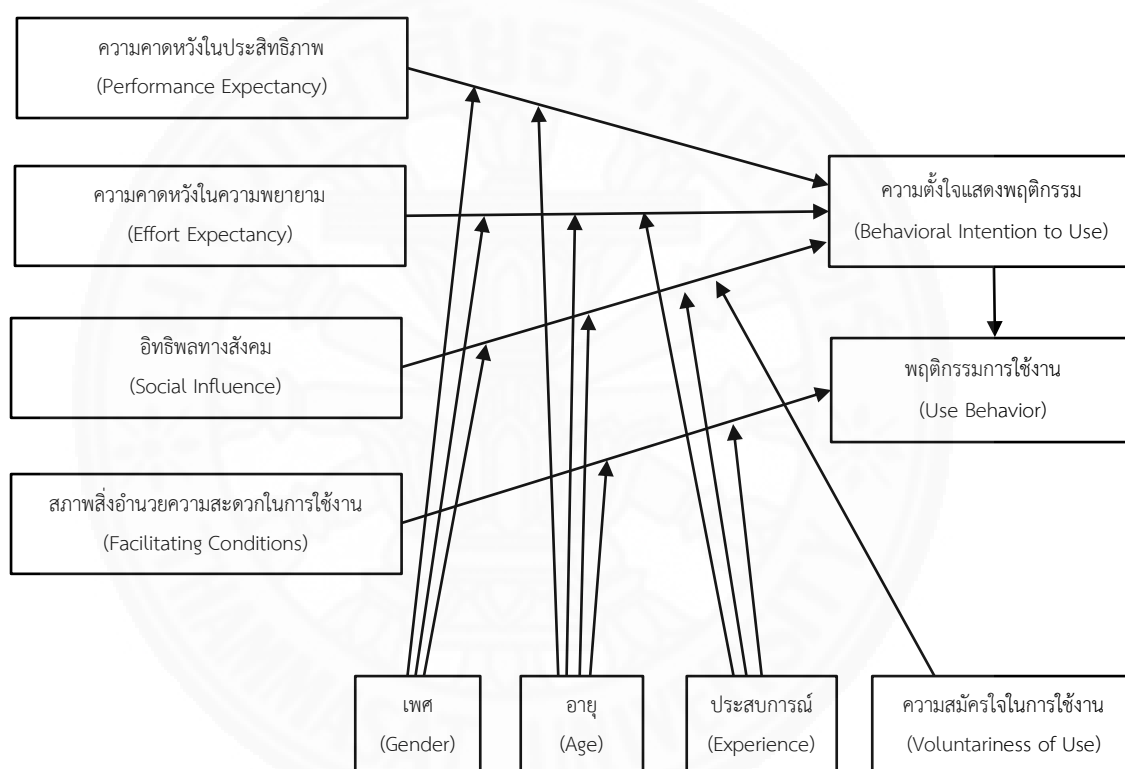 ความคาดหวังในประสิทธิภาพ
(Performance Expectancy)
ความคาดหวังในความพยายาม
(Effort Expectancy)
ความตั้งใจแสดงพฤติกรรม
(Behavioral Intention to Use)
อิทธิพลทางสังคม
(Social Influence)
พฤติกรรมการใช้งาน
(Use Behavior)
สภาพสิ่งอำนวยความสะดวกในการใช้งาน
(Facilitating Conditions)
เพศ
(Gender)
อายุ
(Age)
ประสบการณ์
(Experience)
ความสมัครใจในการใช้งาน
(Voluntariness of Use)